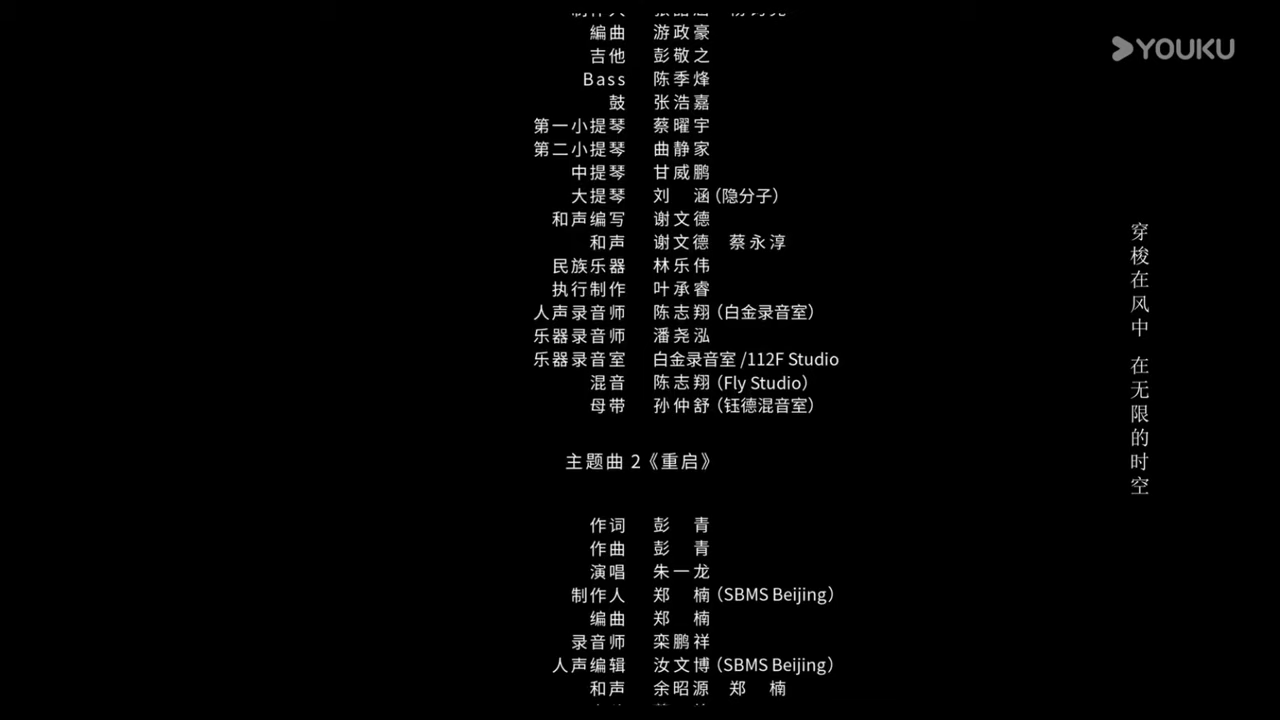 YOUKU
编曲 游政豪
吉他 彭敬之
Bass 陈季烽
鼓 张浩嘉
第一小提琴 蔡曜宇
第二小提琴 曲静家
中提琴 甘威鹏
大提琴 刘 涵(隐分子)
和声编写 谢文德
和声 谢文德 蔡永淳
民族乐器 林乐伟
执行制作 叶承睿
人声录音师 陈志翔(白金录音室)
乐器录音师 潘尧泓
乐器录音室 白金录音室/112F Studio
混音 陈志翔(Fly Studio)
母带 孙仲舒(钰德混音室)
主题曲 2《重启》
作词 彭 青
作曲 彭 青
演唱 朱一龙
制作人 郑 楠(SBMS Beijing)
编曲 郑 楠
录音师 栾鹏祥
人声编辑 汝文博(SBMS Beijing)
和声 余昭源 郑 楠
穿梭在风中 在无限的时空